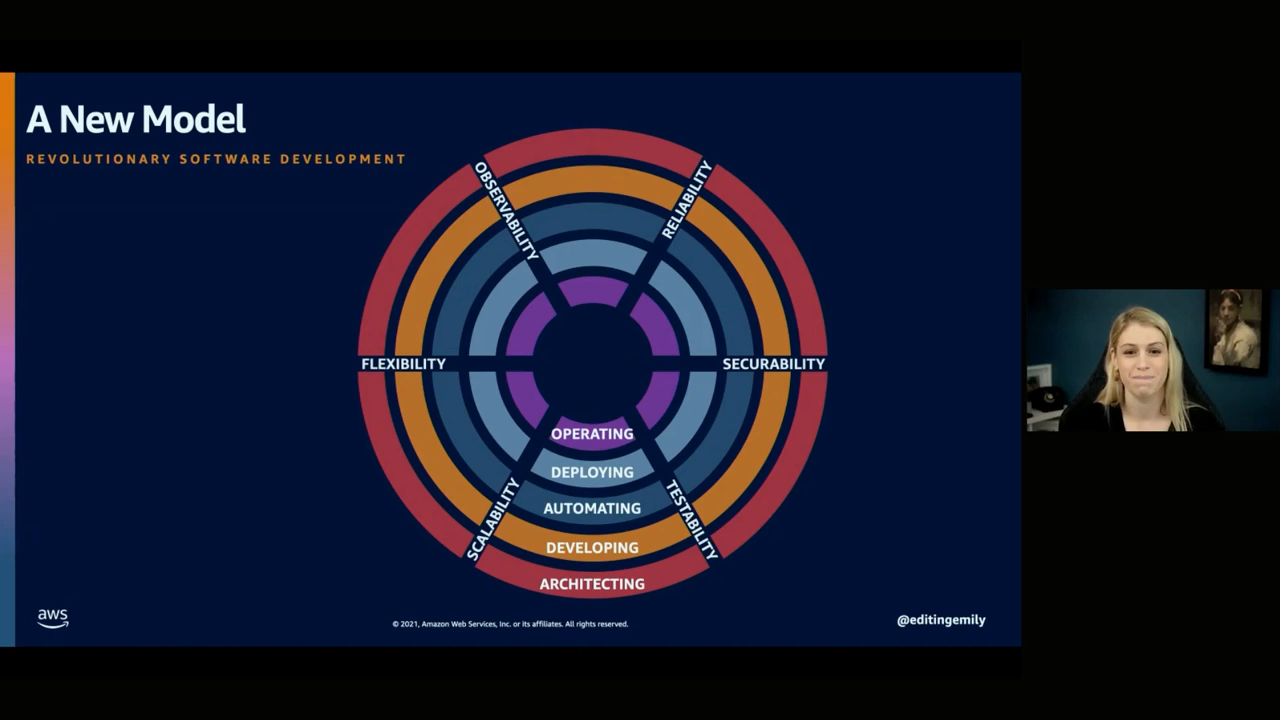 A New Model
REVOLUTIONARY SOFTWARE DEVELOPMENT
OBSERVABILITY
RELIABILITY
FLEXIBILITY
SECURABILITY
SCALABILITY
TESTABILITY
OPERATING
DEPLOYING
AUTOMATING
DEVELOPING
ARCHITECTING
aws
© 2021, Amazon Web Services, Inc. or its affiliates. All rights reserved.
@editingemily